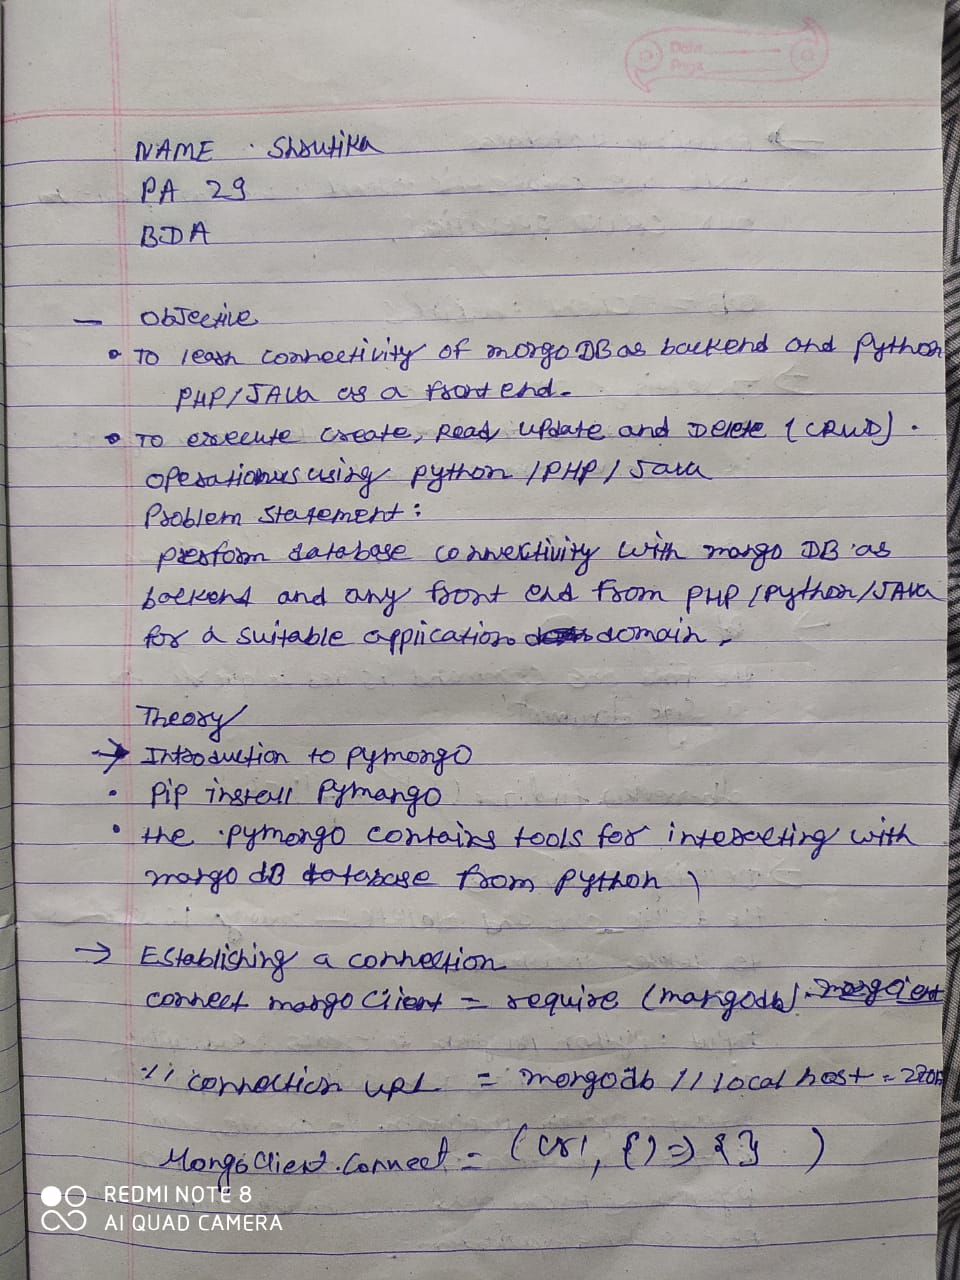 Date
Page
NAME . Shrutika
PA 29
BDA
— Objective
• To learn connectivity of mongo DB as backend and Python
PHP/JAVA as a front end.
• To execute create, Read, update and Delete (CRUD).
operations using python / PHP / Java
Problem statement:
perform database connectivity with mongo DB as
backend and any front end from PHP / Python / JAVA
for a suitable application domain.
Theory
→ Introduction to pymongo
• Pip install Pymango
• the pymongo contains tools for interacting with
mongo dB database from python
→ Establishing a connection
connect mongo Client = require (mongodb). mongoclient
// connection URL = mongodb // local host =
MongoClient.connect = ( , () => { } )
REDMI NOTE 8
AI QUAD CAMERA